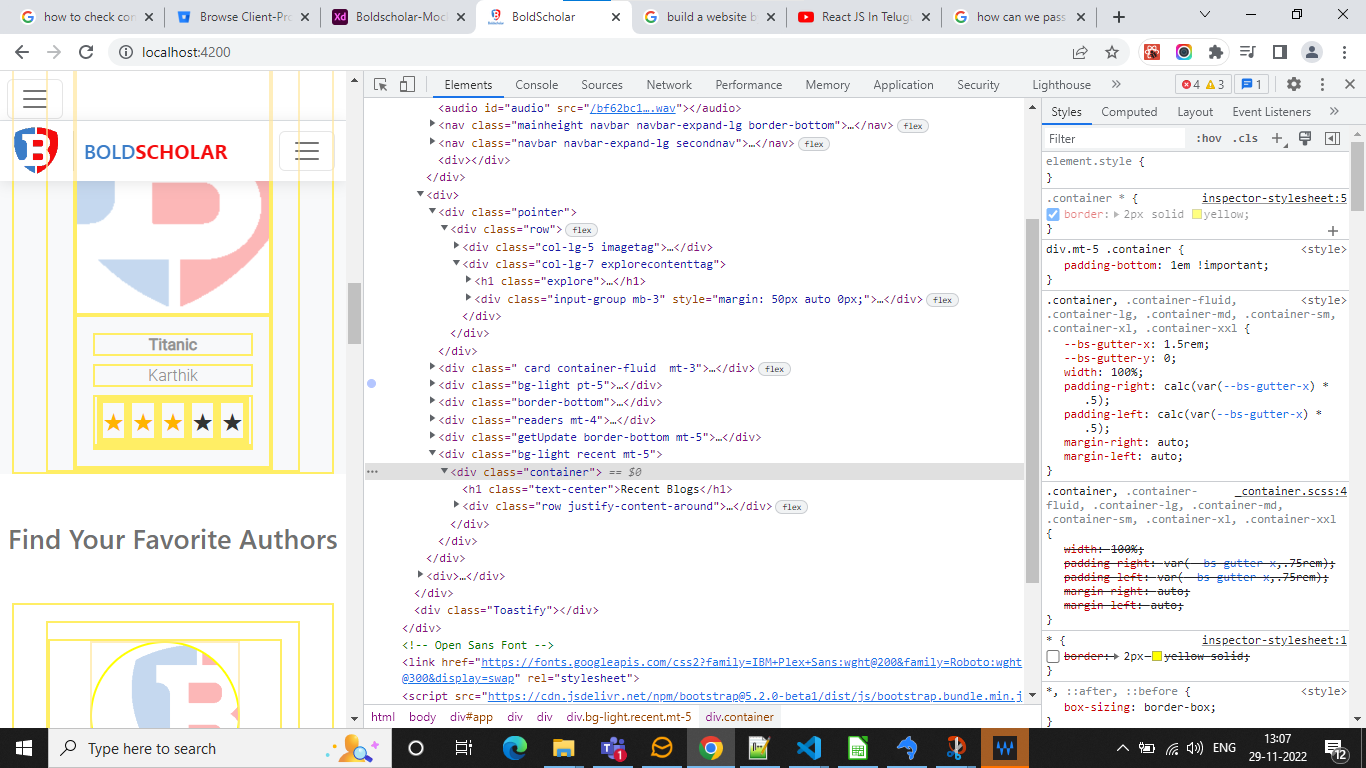 how to check con
Browse Client-Pro
Boldscholar-Mock
BoldScholar
build a website b
React JS In Telugu
how can we pass
localhost:4200
BOLDSCHOLAR
Titanic
Karthik
Find Your Favorite Authors
Elements Console Sources Network Performance Memory Application Security Lighthouse » 4 3 1
<audio id="audio" src="/bf62bc1….wav"></audio>
<nav class="mainheight navbar navbar-expand-lg border-bottom">…</nav> flex
<nav class="navbar navbar-expand-lg secondnav">…</nav> flex
<div></div>
</div>
<div>
<div class="pointer">
<div class="row"> flex
<div class="col-lg-5 imagetag">…</div>
<div class="col-lg-7 explorecontenttag">
<h1 class="explore">…</h1>
<div class="input-group mb-3" style="margin: 50px auto 0px;">…</div> flex
</div>
</div>
</div>
<div class=" card container-fluid  mt-3">…</div> flex
<div class="bg-light pt-5">…</div>
<div class="border-bottom">…</div>
<div class="readers mt-4">…</div>
<div class="getUpdate border-bottom mt-5">…</div>
<div class="bg-light recent mt-5">
<div class="container"> == $0
<h1 class="text-center">Recent Blogs</h1>
<div class="row justify-content-around">…</div> flex
</div>
</div>
</div>
<div>…</div>
</div>
<div class="Toastify"></div>
</div>
<!-- Open Sans Font -->
<link href="https://fonts.googleapis.com/css2?family=IBM+Plex+Sans:wght@200&family=Roboto:wght
@300&display=swap" rel="stylesheet">
<script src="https://cdn.jsdelivr.net/npm/bootstrap@5.2.0-beta1/dist/js/bootstrap.bundle.min.j
html body div#app div div div.bg-light.recent.mt-5 div.container
Styles Computed Layout Event Listeners »
Filter :hov .cls +
element.style {
}
.container * { inspector-stylesheet:5
border: 2px solid yellow;
}
div.mt-5 .container { <style>
padding-bottom: 1em !important;
}
.container, .container-fluid, <style>
.container-lg, .container-md, .container-sm,
.container-xl, .container-xxl {
--bs-gutter-x: 1.5rem;
--bs-gutter-y: 0;
width: 100%;
padding-right: calc(var(--bs-gutter-x) *
.5);
padding-left: calc(var(--bs-gutter-x) *
.5);
margin-right: auto;
margin-left: auto;
}
.container, .container- _container.scss:4
fluid, .container-lg, .container-md,
.container-sm, .container-xl, .container-xxl
{
width: 100%;
padding-right: var(--bs-gutter-x,.75rem);
padding-left: var(--bs-gutter-x,.75rem);
margin-right: auto;
margin-left: auto;
}
* { inspector-stylesheet:1
border: 2px yellow solid;
}
*, ::after, ::before { <style>
box-sizing: border-box;
}
Type here to search
1
ENG
13:07
29-11-2022
12